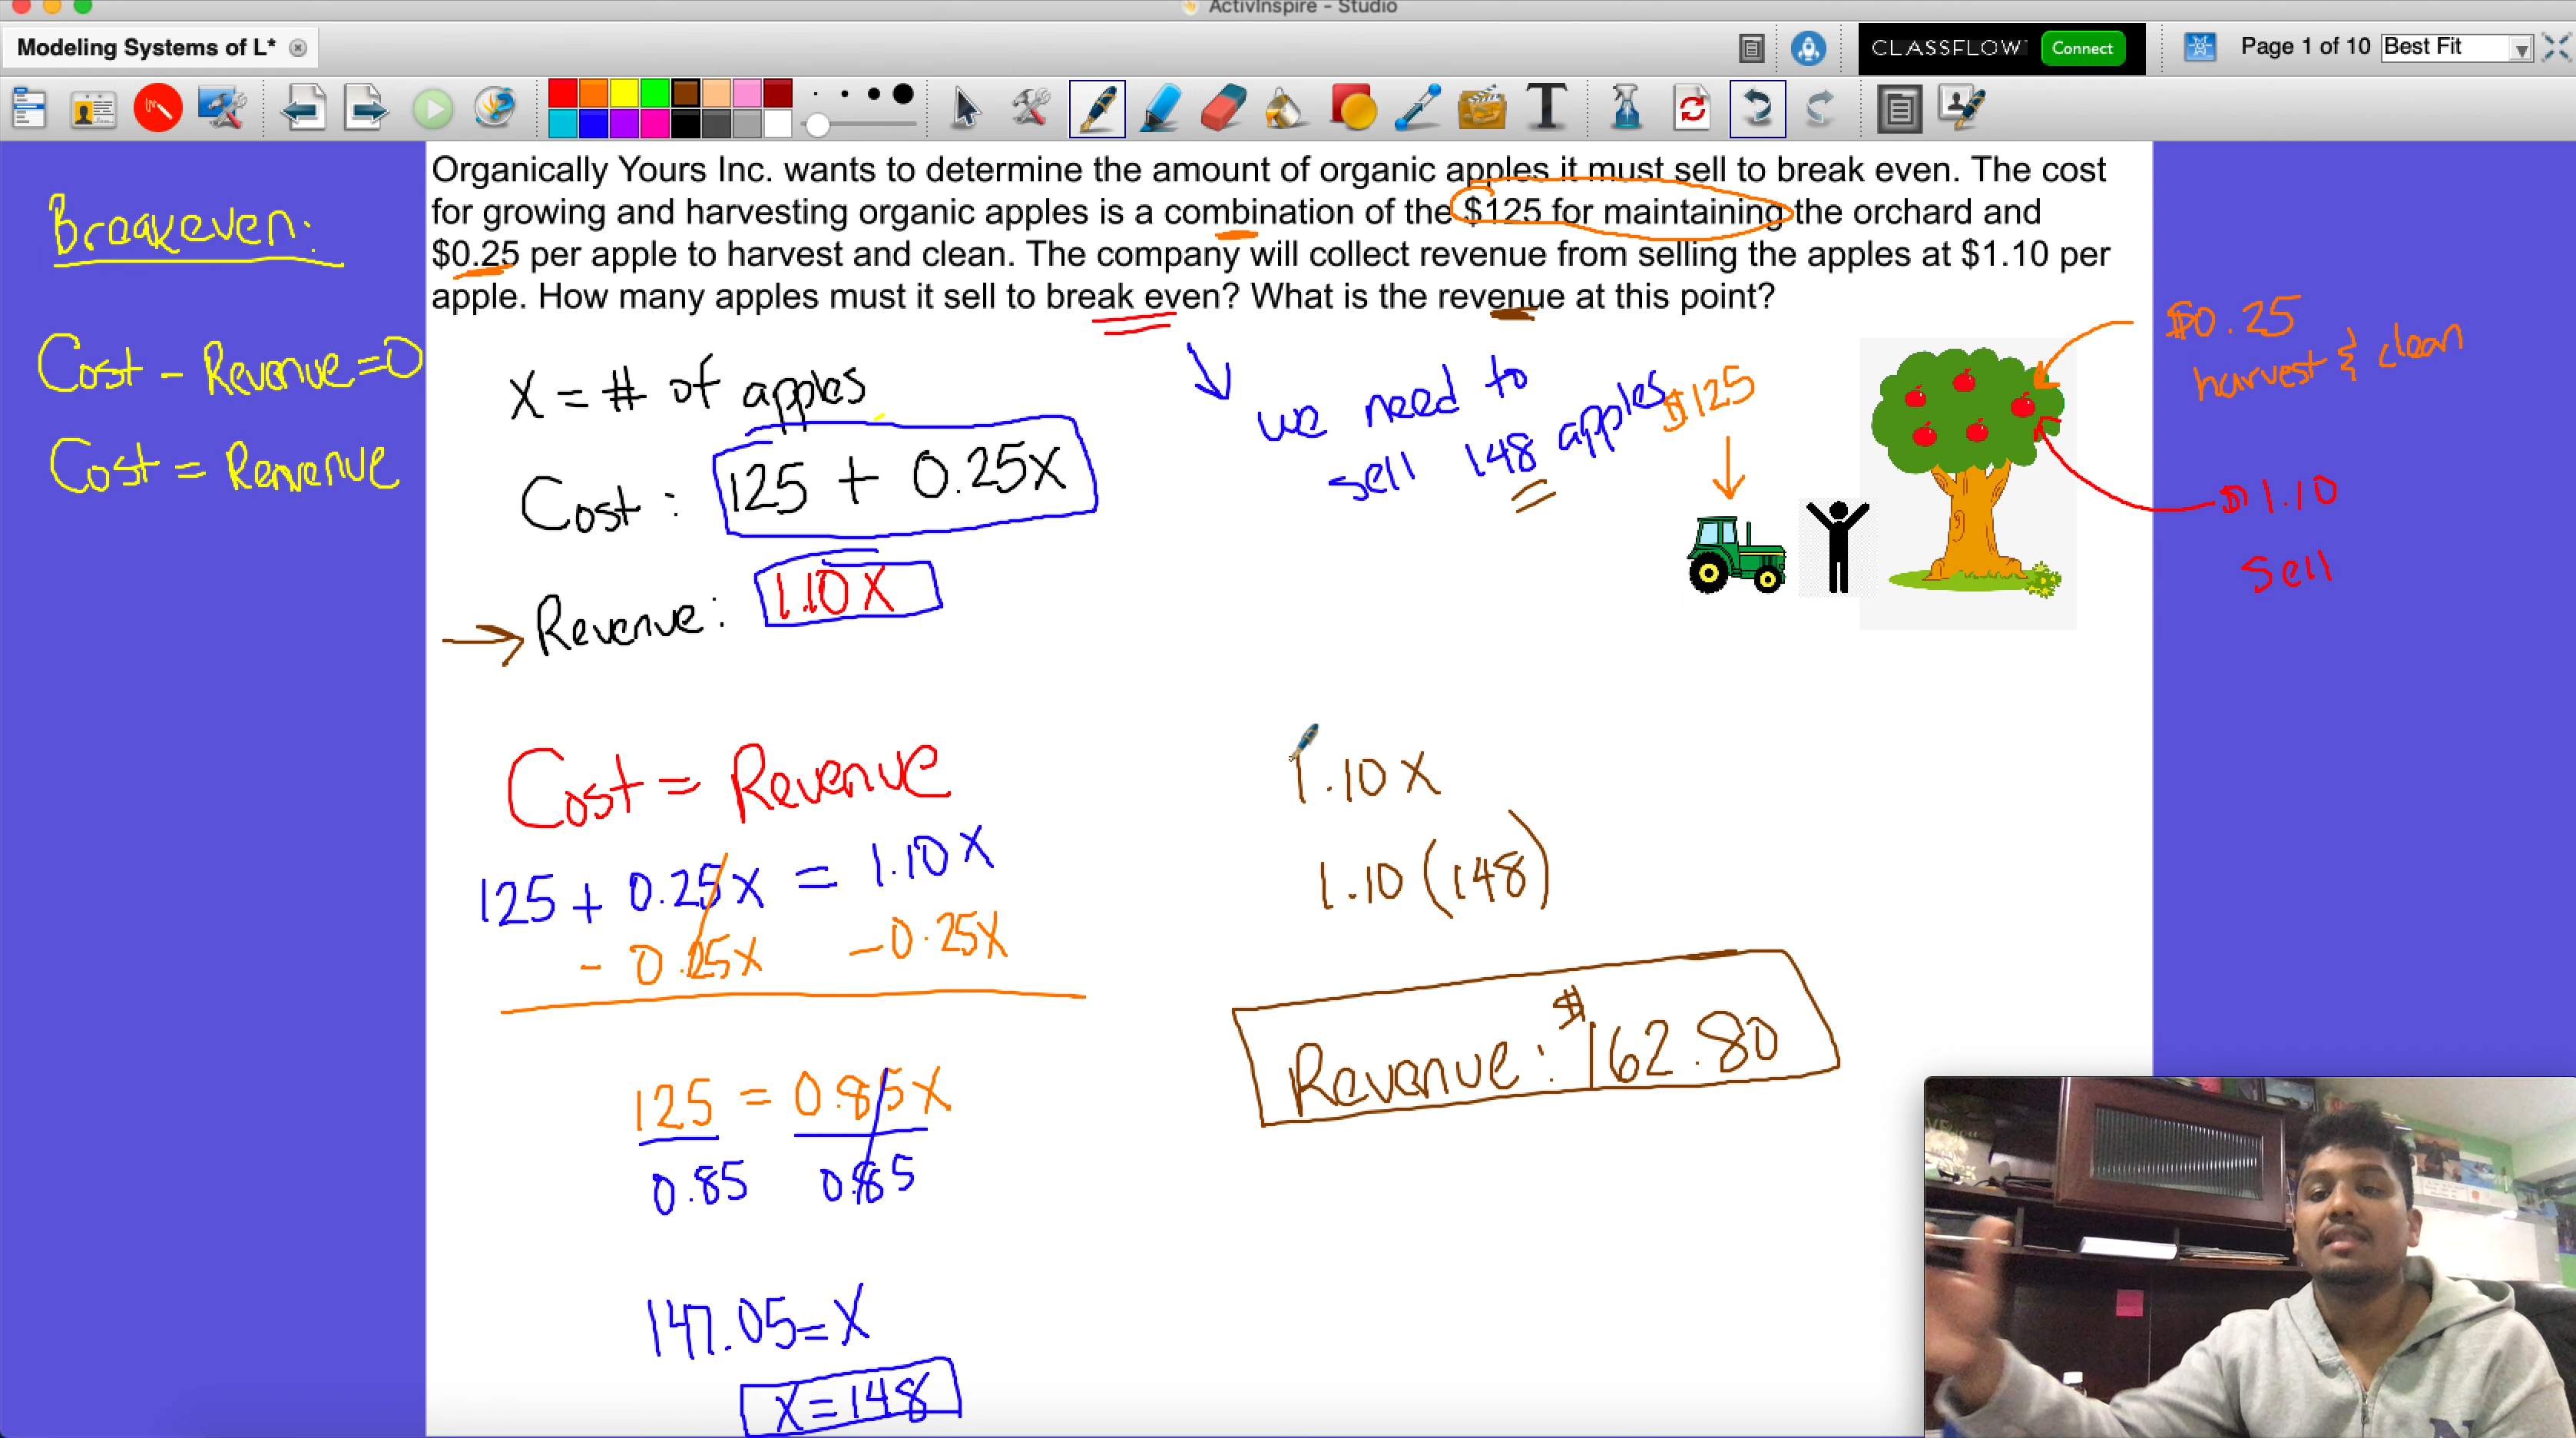 ActivInspire - Studio
Modeling Systems of L*
CLASSFLOW Connect
Page 1 of 10 Best Fit
Organically Yours Inc. wants to determine the amount of organic apples it must sell to break even. The cost
for growing and harvesting organic apples is a combination of the $125 for maintaining the orchard and
$0.25 per apple to harvest and clean. The company will collect revenue from selling the apples at $1.10 per
apple. How many apples must it sell to break even? What is the revenue at this point?
Breakeven:
Cost - Revenue = 0
Cost = Revenue
X = # of apples
Cost : 125 + 0.25x
Revenue: 1.10x
we need to
sell 148 apples
$125
$0.25
harvest & clean
$1.10
Sell
Cost = Revenue
125 + 0.25x = 1.10x
- 0.25x -0.25x
125 = 0.85x
0.85 0.85
147.05 = x
x = 148
1.10x
1.10 (148)
Revenue: $162.80